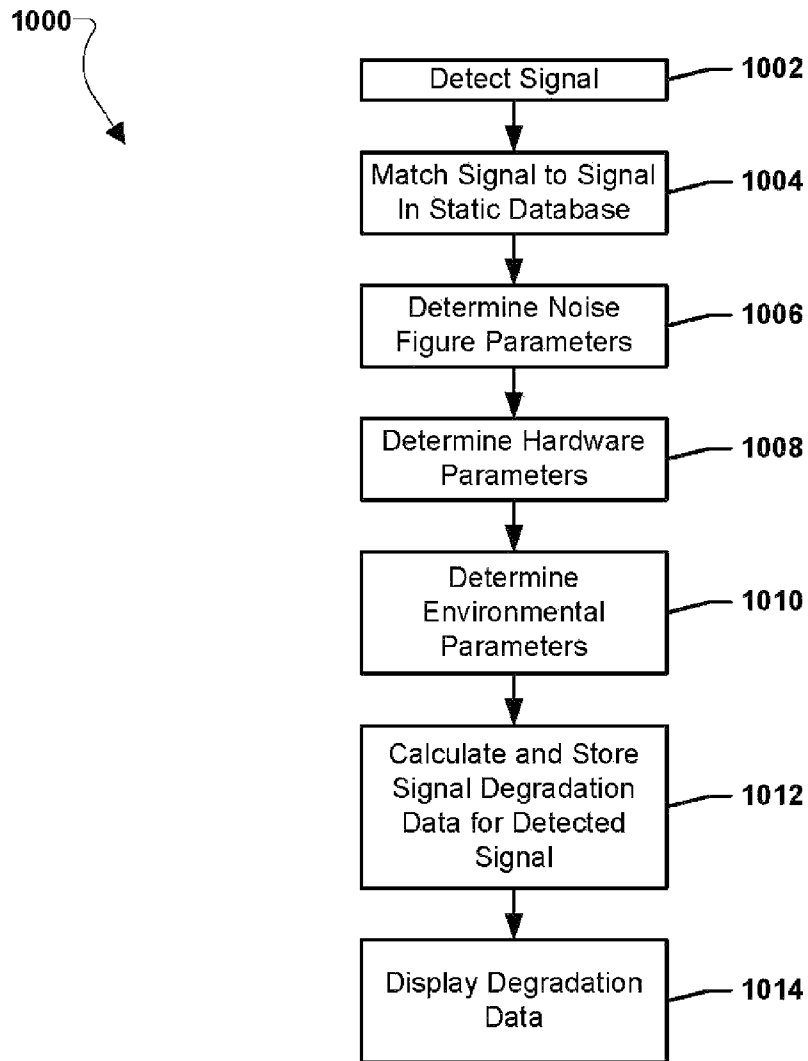 1000
Detect Signal
1002
Match Signal to Signal
In Static Database
1004
Determine Noise
Figure Parameters
1006
Determine Hardware
Parameters
1008
Determine
Environmental
Parameters
1010
Calculate and Store
Signal Degradation
Data for Detected
Signal
1012
Display Degradation
Data
1014